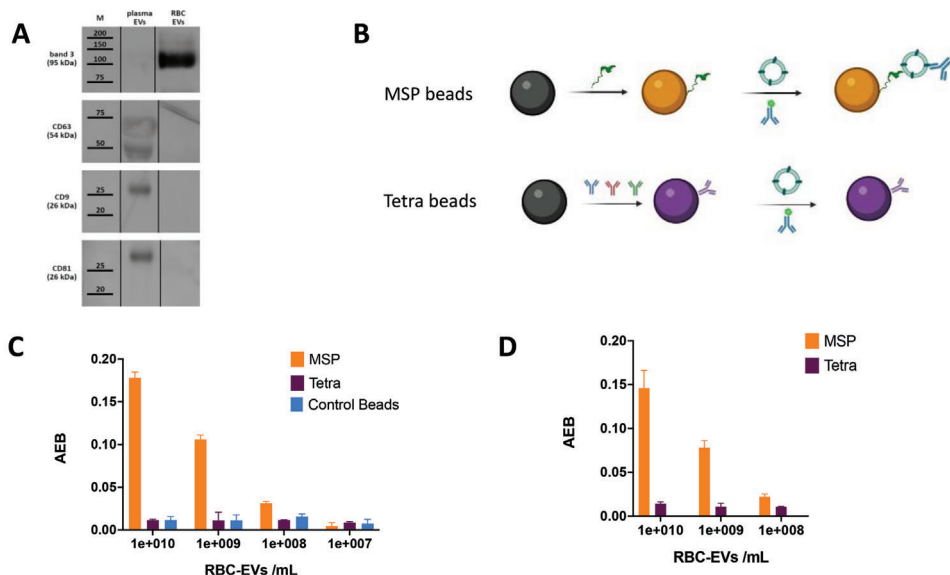 A
M
plasma
EVs
RBC
EVs
band 3
(95 kDa)
200
150
100
75
CD63
(54 kDa)
75
50
CD9
(26 kDa)
25
20
CD81
(26 kDa)
25
20
B
MSP beads
Tetra beads
C
0.20
0.15
0.10
0.05
0.00
AEB
MSP
Tetra
Control Beads
1e+010
1e+009
1e+008
1e+007
RBC-EVs /mL
D
0.20
0.15
0.10
0.05
0.00
AEB
MSP
Tetra
1e+010
1e+009
1e+008
RBC-EVs /mL